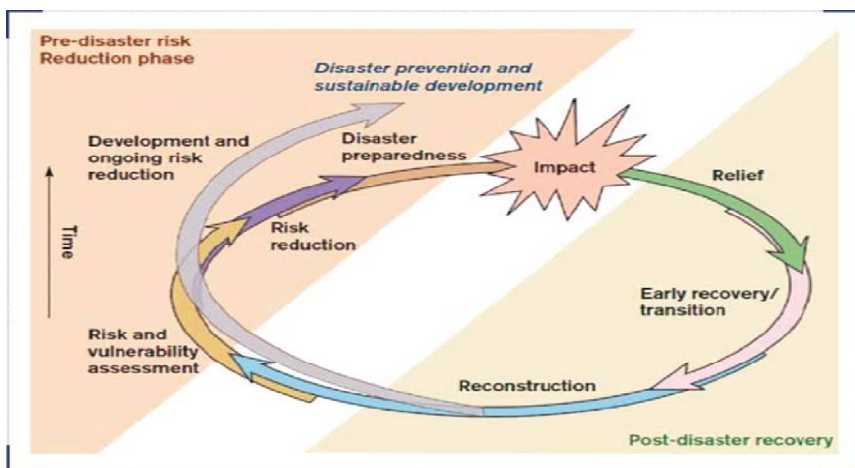 Pre-disaster risk
Reduction phase
Disaster prevention and
sustainable development
Development and
ongoing risk
reduction
Disaster
preparedness
Impact
Relief
Time
Risk
reduction
Early recovery/
transition
Risk and
vulnerability
assessment
Reconstruction
Post-disaster recovery